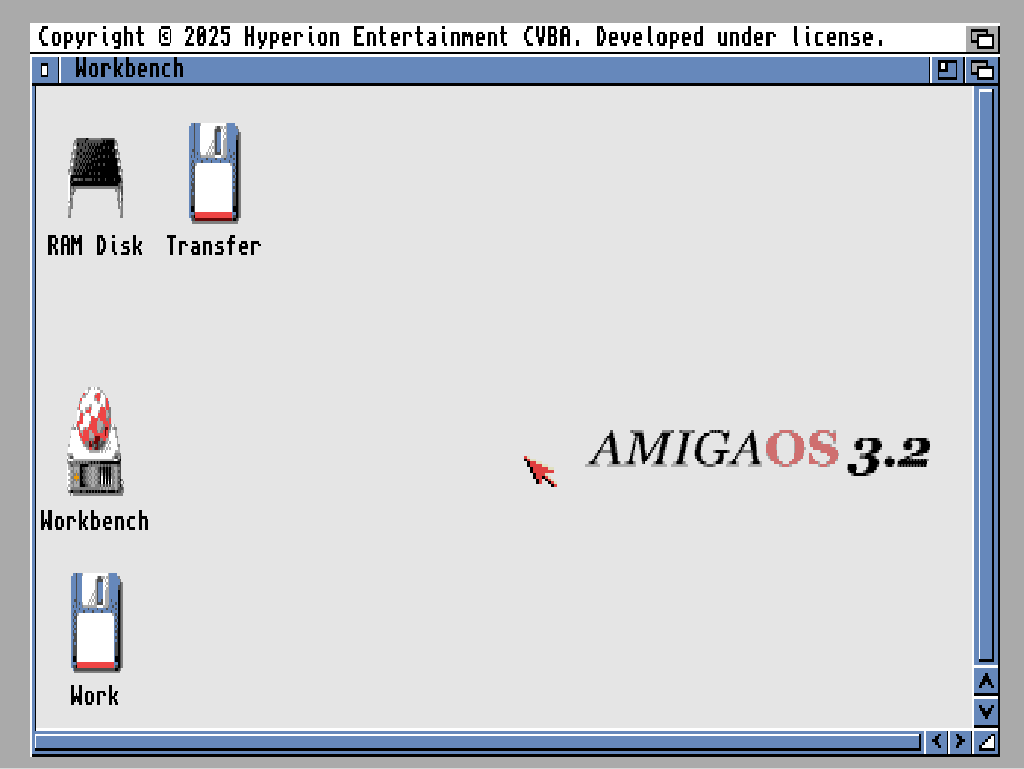 Copyright © 2025 Hyperion Entertainment CVBA. Developed under license.
Workbench
RAM Disk
Transfer
AMIGAOS 3.2
Workbench
Work